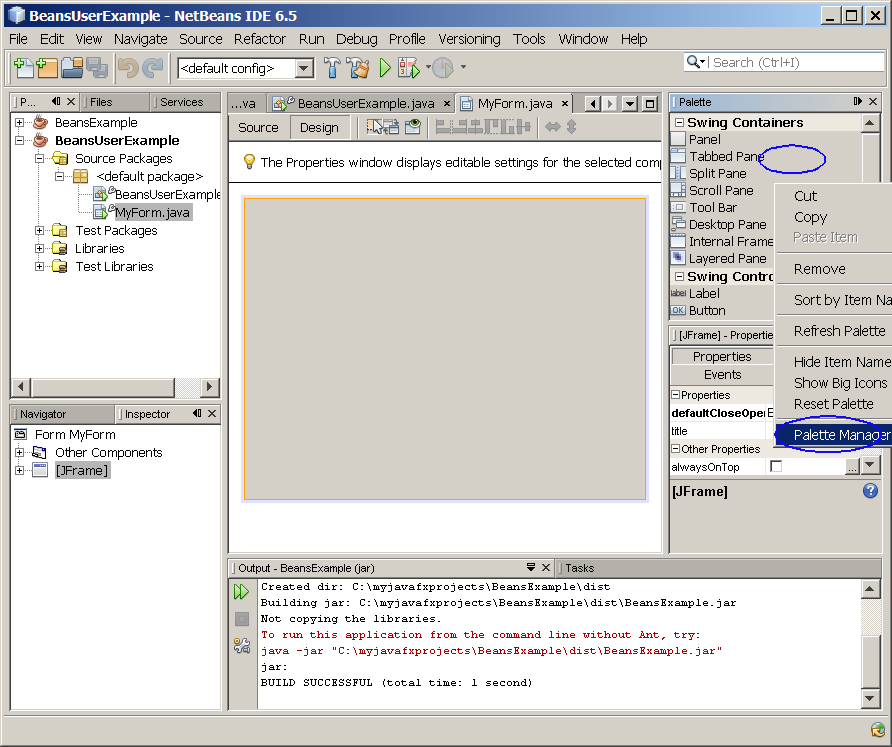 BeansUserExample - NetBeans IDE 6.5
File Edit View Navigate Source Refactor Run Debug Profile Versioning Tools Window Help
<default config>
Search (Ctrl+I)
P... Files Services
BeansExample
BeansUserExample
Source Packages
<default package>
BeansUserExample
MyForm.java
Test Packages
Libraries
Test Libraries
Navigator Inspector
Form MyForm
Other Components
[JFrame]
...va BeansUserExample.java MyForm.java
Source Design
The Properties window displays editable settings for the selected comp
Palette
Swing Containers
Panel
Tabbed Pane
Split Pane
Scroll Pane
Tool Bar
Desktop Pane
Internal Frame
Layered Pane
Swing Contro
label Label
OK Button
Cut
Copy
Paste Item
Remove
Sort by Item Na
Refresh Palette
Hide Item Name
Show Big Icons
Reset Palette
Palette Manager
[JFrame] - Propertie
Properties
Events
Properties
defaultCloseOper E
title
Other Properties
alwaysOnTop ...
[JFrame]
Output - BeansExample (jar) Tasks
Created dir: C:\myjavafxprojects\BeansExample\dist
Building jar: C:\myjavafxprojects\BeansExample\dist\BeansExample.jar
Not copying the libraries.
To run this application from the command line without Ant, try:
java -jar "C:\myjavafxprojects\BeansExample\dist\BeansExample.jar"
jar:
BUILD SUCCESSFUL (total time: 1 second)